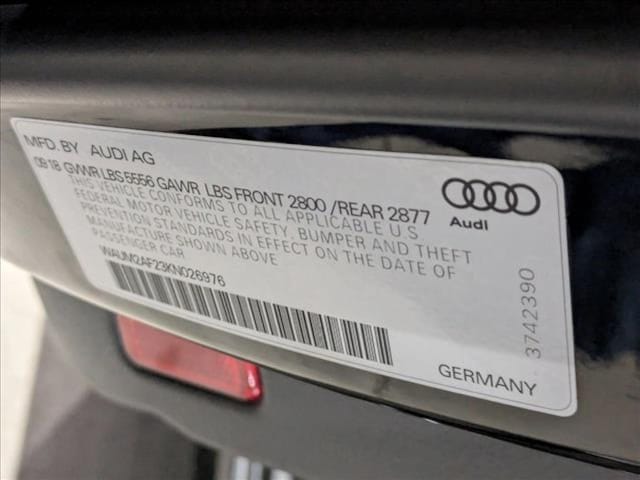 MFD. BY AUDI AG
09 18 GWWR LBS 5556 GAWR LBS FRONT 2800 / REAR 2877
THIS VEHICLE CONFORMS TO ALL APPLICABLE U S
FEDERAL MOTOR VEHICLE SAFETY, BUMPER AND THEFT
PREVENTION STANDARDS IN EFFECT ON THE DATE OF
MANUFACTURE SHOWN ABOVE
PASSENGER CAR
WAUM2AF23KN026976
Audi
3742390
GERMANY